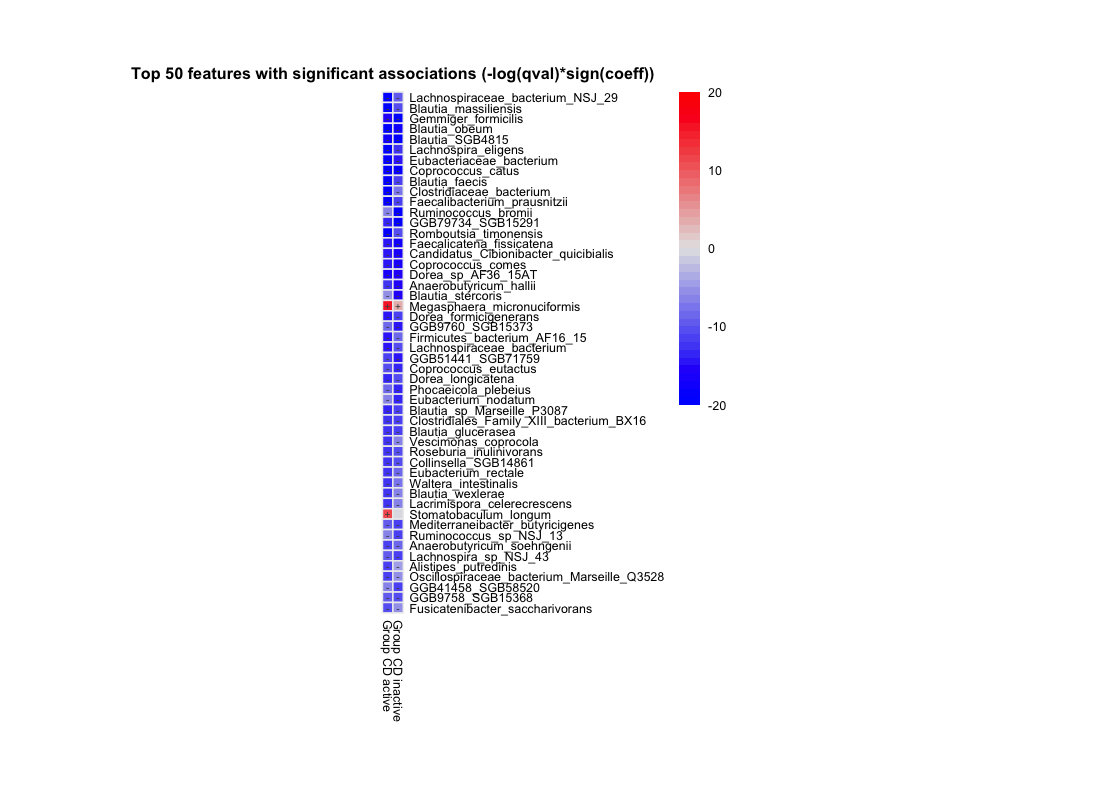 Top 50 features with significant associations (-log(qval)*sign(coeff))
Lachnospiraceae_bacterium_NSJ_29
Blautia_massiliensis
Gemmiger_formicilis
Blautia_obeum
Blautia_SGB4815
Lachnospira_eligens
Eubacteriaceae_bacterium
Coprococcus_catus
Blautia_faecis
Clostridiaceae_bacterium
Faecalibacterium_prausnitzii
Ruminococcus_bromii
GGB79734_SGB15291
Romboutsia_timonensis
Faecalicatena_fissicatena
Candidatus_Cibionibacter_quicibialis
Coprococcus_comes
Dorea_sp_AF36_15AT
Anaerobutyricum_hallii
Blautia_stercoris
Megasphaera_micronuciformis
Dorea_formicigenerans
GGB9760_SGB15373
Firmicutes_bacterium_AF16_15
Lachnospiraceae_bacterium
GGB51441_SGB71759
Coprococcus_eutactus
Dorea_longicatena
Phocaeicola_plebeius
Eubacterium_nodatum
Blautia_sp_Marseille_P3087
Clostridiales_Family_XIII_bacterium_BX16
Blautia_glucerasea
Vescimonas_coprocola
Roseburia_inulinivorans
Collinsella_SGB14861
Eubacterium_rectale
Waltera_intestinalis
Blautia_wexlerae
Lacrimispora_celerecrescens
Stomatobaculum_longum
Mediterraneibacter_butyricigenes
Ruminococcus_sp_NSJ_13
Anaerobutyricum_soehngenii
Lachnospira_sp_NSJ_43
Alistipes_putredinis
Oscillospiraceae_bacterium_Marseille_Q3528
GGB41458_SGB58520
GGB9758_SGB15368
Fusicatenibacter_saccharivorans
Group CD active
Group CD inactive
20
10
0
-10
-20